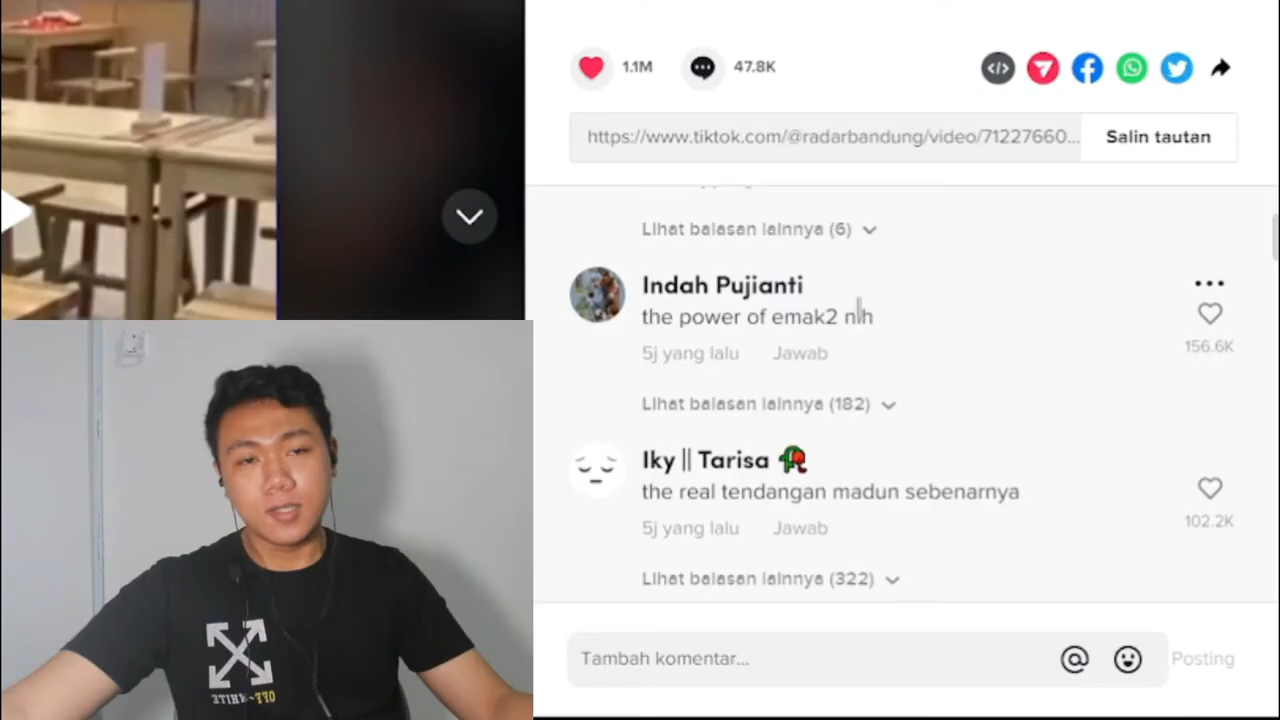 1.1M
47.8K
https://www.tiktok.com/@radarbandung/video/71227660...
Salin tautan
Lihat balasan lainnya (6)
Indah Pujianti
the power of emak2 nih
5j yang lalu Jawab
156.6K
Lihat balasan lainnya (182)
Iky || Tarisa
the real tendangan madun sebenarnya
5j yang lalu Jawab
102.2K
Lihat balasan lainnya (322)
Tambah komentar...
Posting
OFF-WHITE